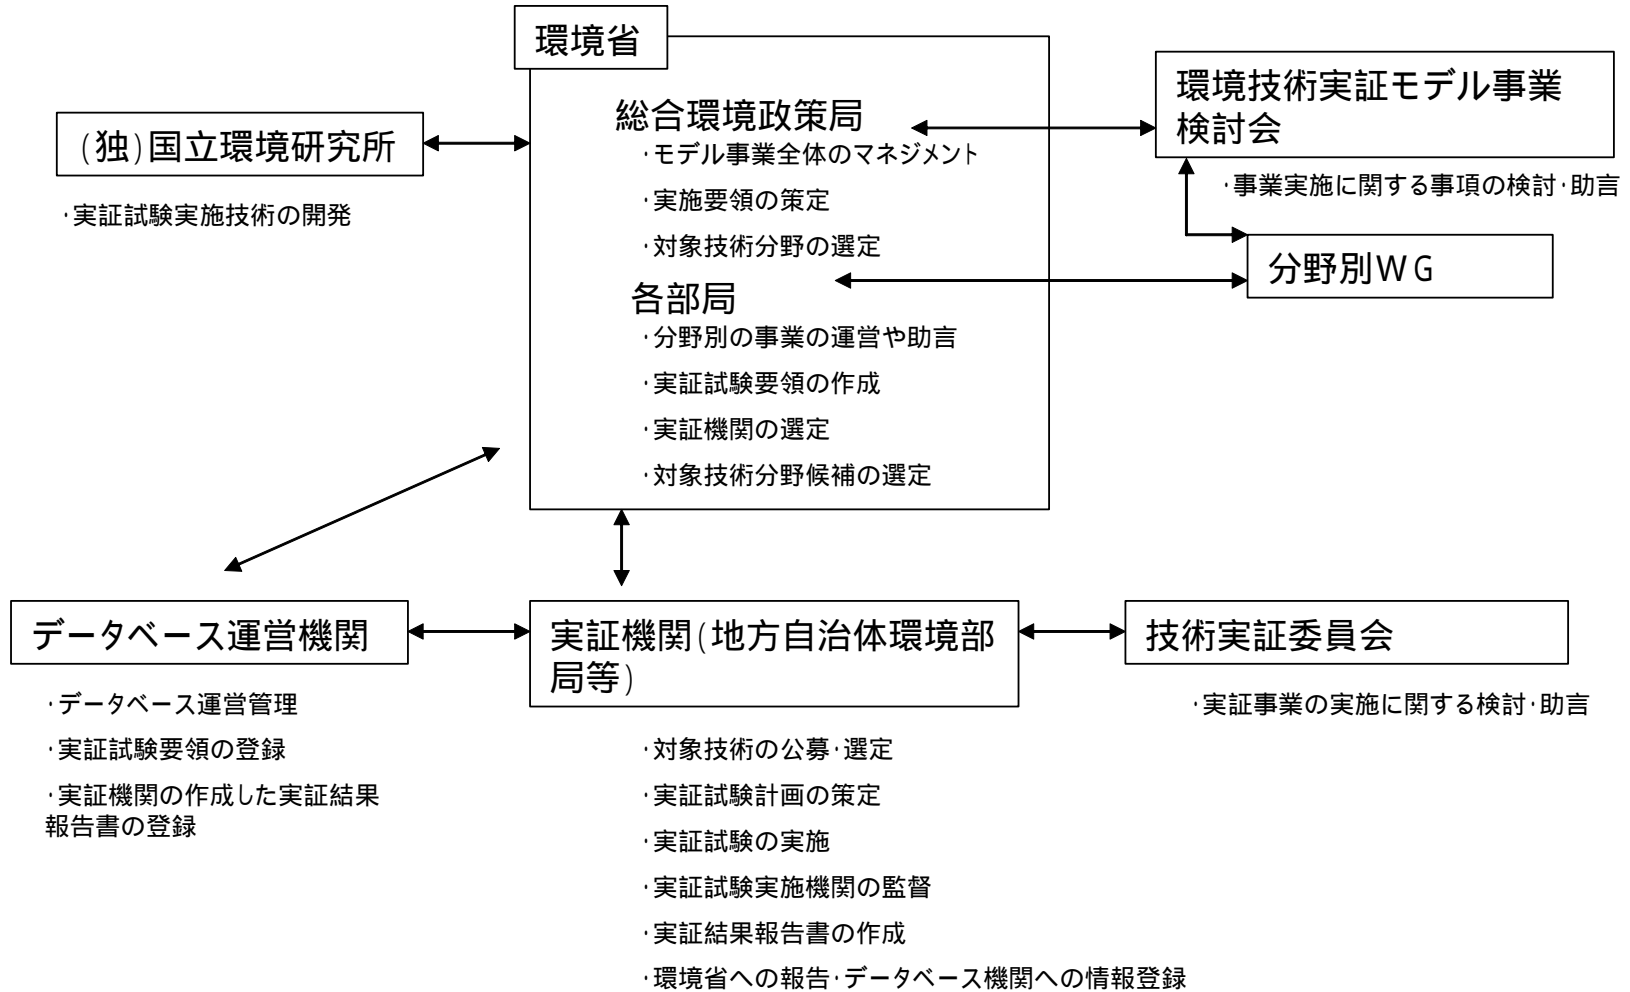 環境省
総合環境政策局
・モデル事業全体のマネジメント
・実施要領の策定
・対象技術分野の選定
各部局
・分野別の事業の運営や助言
・実証試験要領の作成
・実証機関の選定
・対象技術分野候補の選定
(独)国立環境研究所
・実証試験実施技術の開発
環境技術実証モデル事業
検討会
・事業実施に関する事項の検討・助言
分野別WG
データベース運営機関
・データベース運営管理
・実証試験要領の登録
・実証機関の作成した実証結果
報告書の登録
実証機関(地方自治体環境部
局等)
・対象技術の公募・選定
・実証試験計画の策定
・実証試験の実施
・実証試験実施機関の監督
・実証結果報告書の作成
・環境省への報告・データベース機関への情報登録
技術実証委員会
・実証事業の実施に関する検討・助言